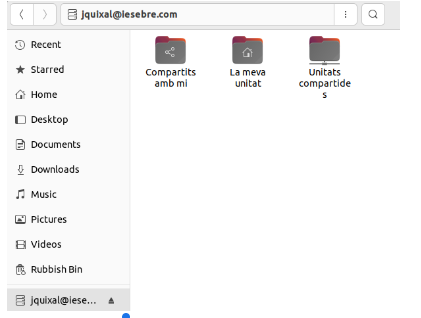 jquixal@iesebre.com
Recent
Starred
Home
Desktop
Documents
Downloads
Music
Pictures
Videos
Rubbish Bin
jquixal@iese...
Compartits
amb mi
La meva
unitat
Unitats
compartide
s